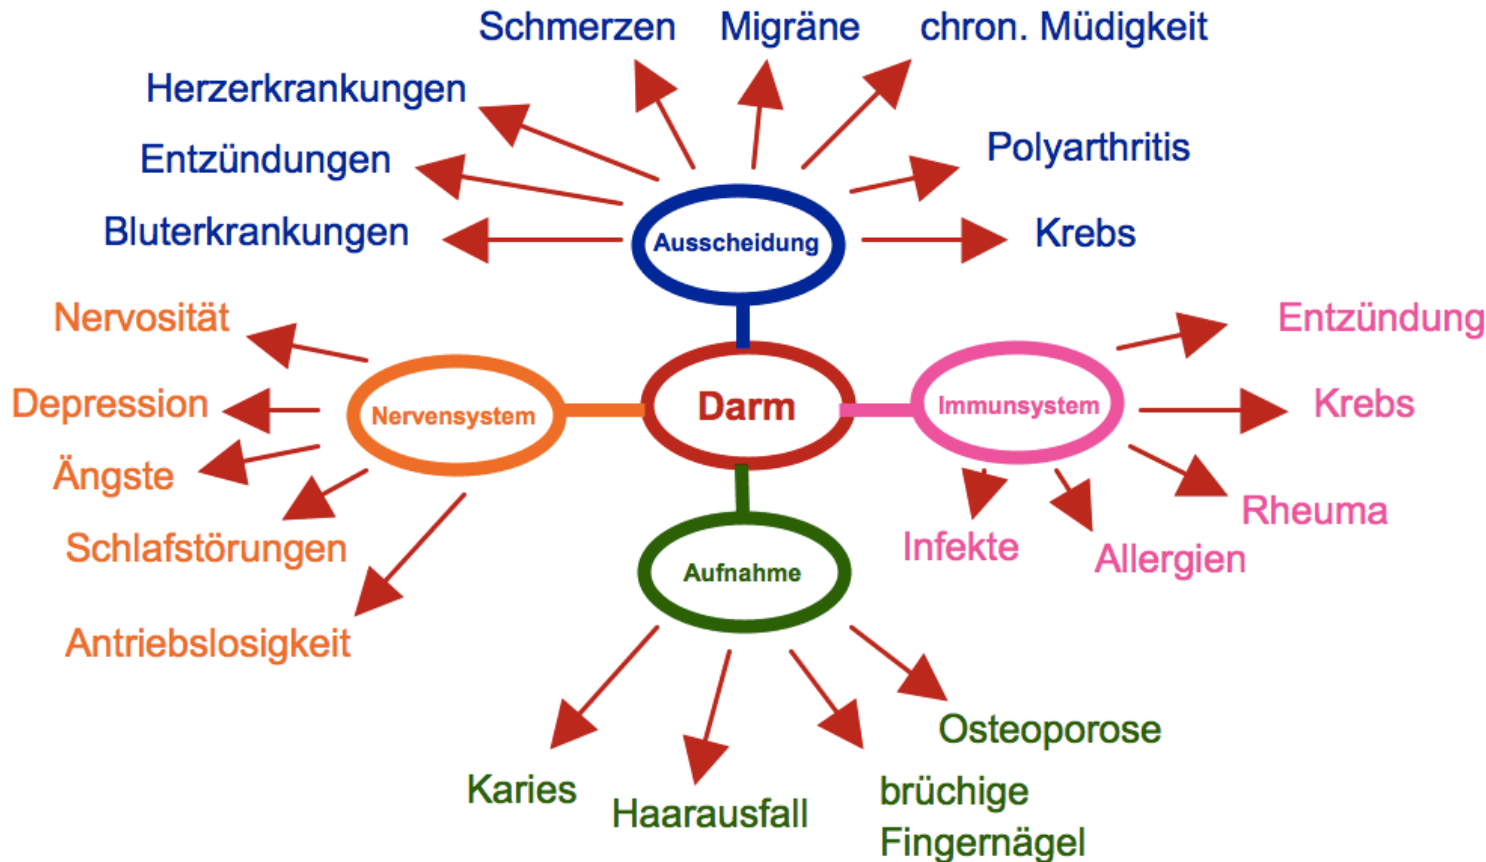 Schmerzen
Migräne
chron. Müdigkeit
Herzerkrankungen
Entzündungen
Polyarthritis
Bluterkrankungen
Ausscheidung
Krebs
Nervosität
Entzündung
Depression
Nervensystem
Darm
Immunsystem
Krebs
Ängste
Rheuma
Schlafstörungen
Infekte
Allergien
Aufnahme
Antriebslosigkeit
Osteoporose
Karies
Haarausfall
brüchige
Fingernägel